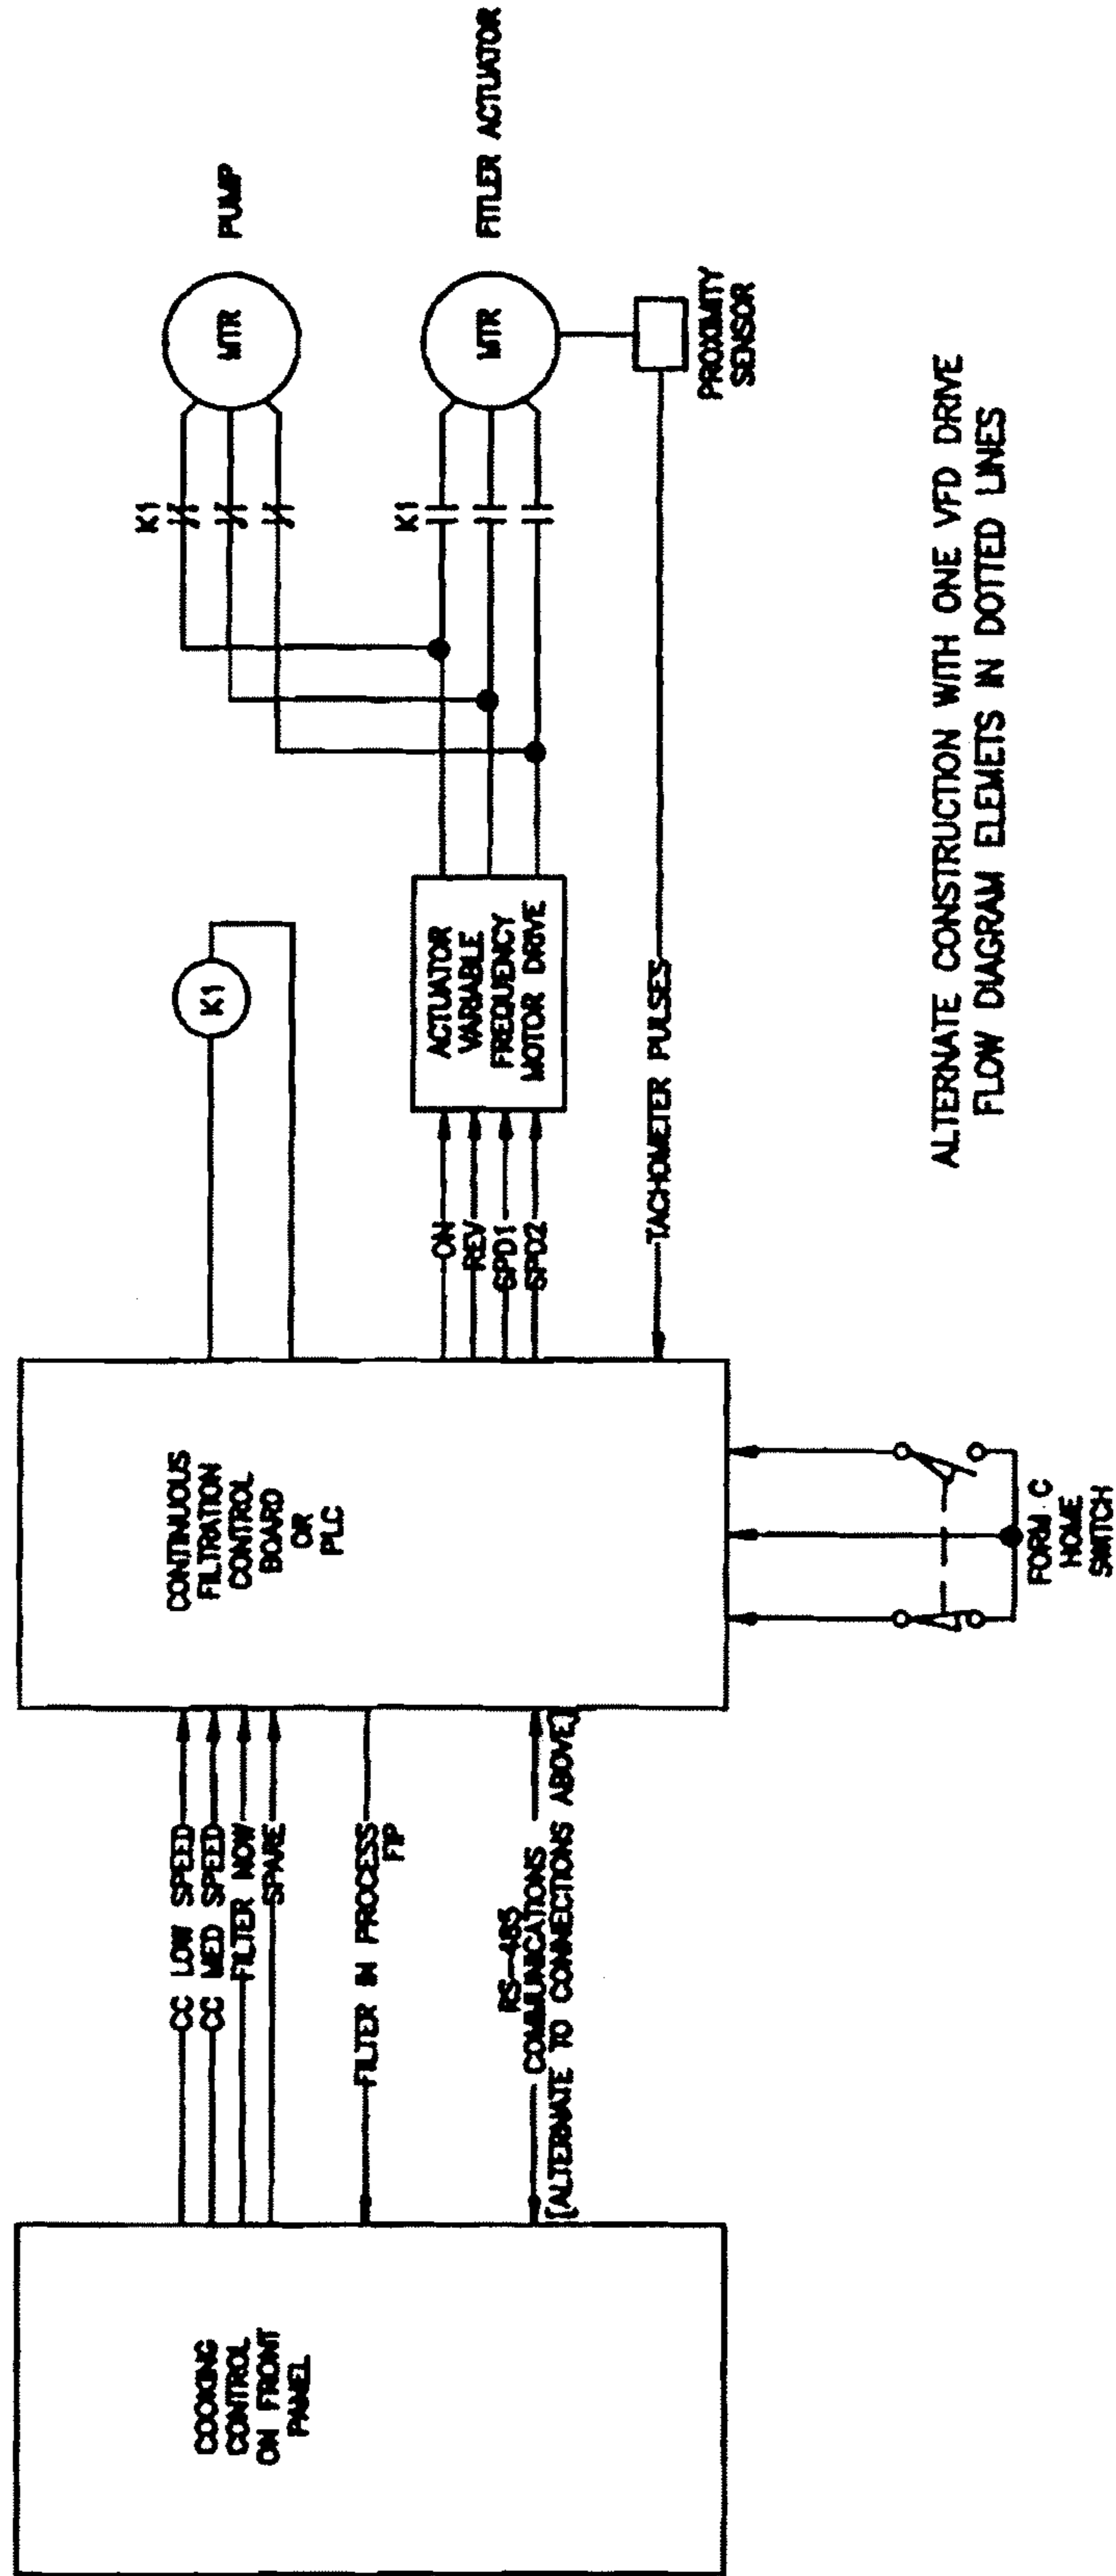 COOKING
CONTROL
ON FRONT
PANEL
CC LOW SPEED
CC MED SPEED
FILTER NOW
SPARE
FILTER IN PROCESS
FIP
RS-485
COMMUNICATIONS
[ALTERNATE TO CONNECTIONS ABOVE]
CONTINUOUS
FILTRATION
CONTROL
BOARD
OR
PLC
FORM C
HOME
SWITCH
K1
ON
REV
SPD1
SPD2
ACTUATOR
VARIABLE
FREQUENCY
MOTOR DRIVE
TACHOMETER PULSES
K1
K1
MTR
PUMP
MTR
FITLER ACTUATOR
PROXIMITY
SENSOR
ALTERNATE CONSTRUCTION WITH ONE VFD DRIVE
FLOW DIAGRAM ELEMETS IN DOTTED LINES